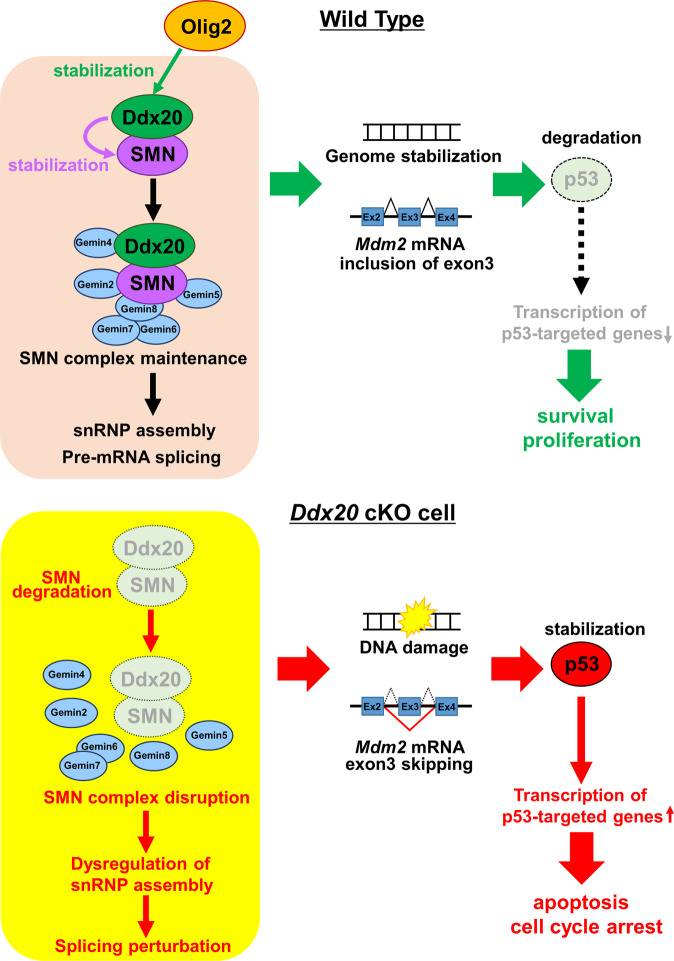 Wild Type
Olig2
stabilization
Ddx20
SMN
stabilization
Gemin4
Ddx20
Gemin2
SMN
Gemin5
Gemin8
Gemin7
Gemin6
SMN complex maintenance
snRNP assembly
Pre-mRNA splicing
Genome stabilization
Ex2
Ex3
Ex4
Mdm2 mRNA
inclusion of exon3
degradation
p53
Transcription of
p53-targeted genes↓
survival
proliferation
Ddx20 cKO cell
Ddx20
SMN
SMN
degradation
Gemin4
Ddx20
Gemin2
SMN
Gemin5
Gemin6
Gemin8
Gemin7
SMN complex disruption
Dysregulation of
snRNP assembly
Splicing perturbation
DNA damage
Ex2
Ex3
Ex4
Mdm2 mRNA
exon3 skipping
stabilization
p53
Transcription of
p53-targeted genes↑
apoptosis
cell cycle arrest